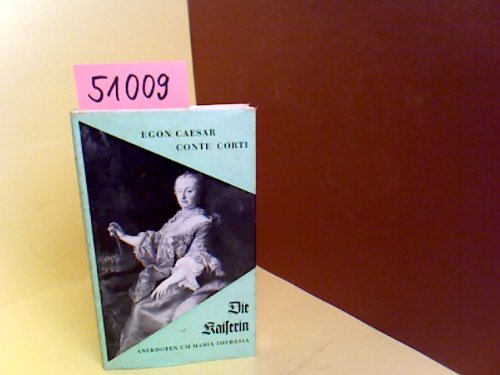 51009
EGON CAESAR
CONTE CORTI
Die
Kaiserin
ANEKDOTEN UM MARIA THERESIA